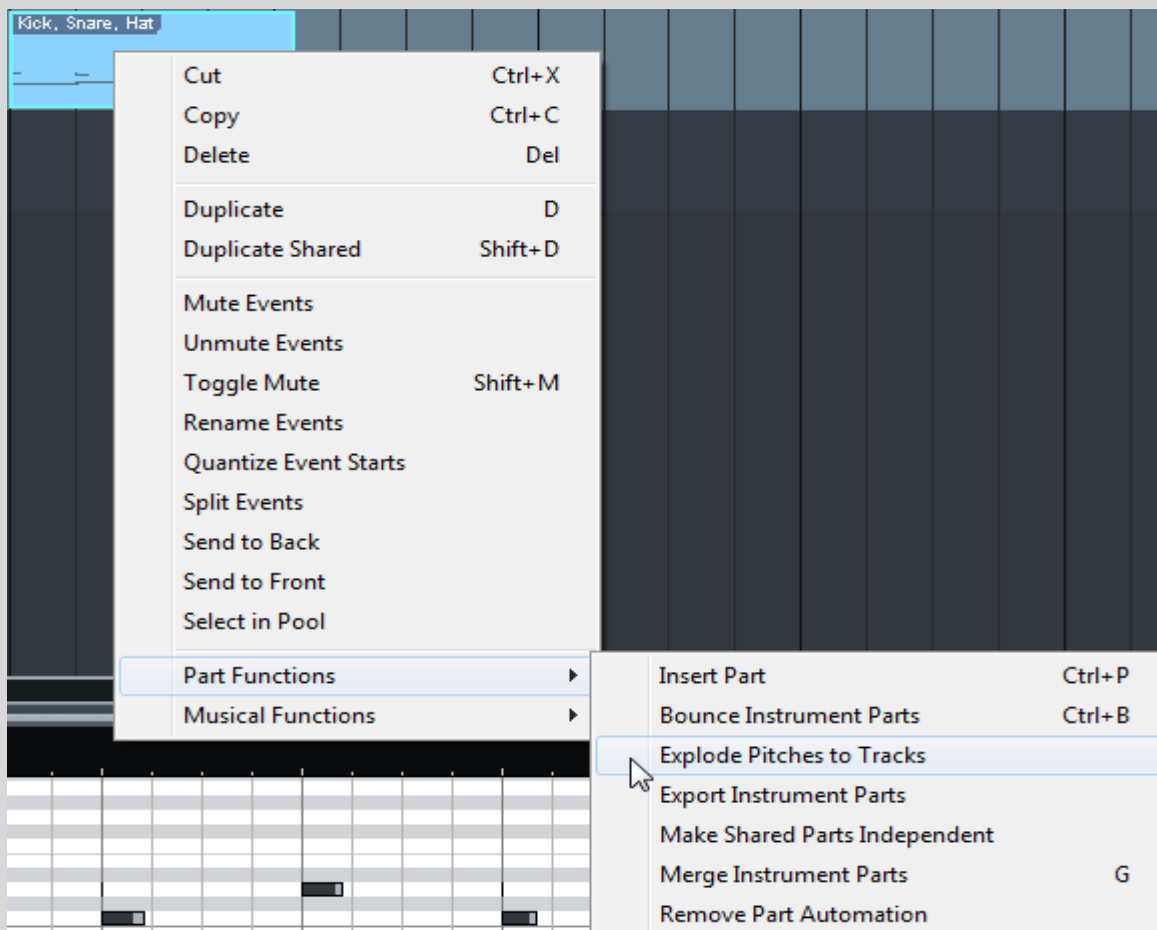 Kick, Snare, Hat
Cut Ctrl+X
Copy Ctrl+C
Delete Del
Duplicate D
Duplicate Shared Shift+D
Mute Events
Unmute Events
Toggle Mute Shift+M
Rename Events
Quantize Event Starts
Split Events
Send to Back
Send to Front
Select in Pool
Part Functions
Musical Functions
Insert Part Ctrl+P
Bounce Instrument Parts Ctrl+B
Explode Pitches to Tracks
Export Instrument Parts
Make Shared Parts Independent
Merge Instrument Parts G
Remove Part Automation